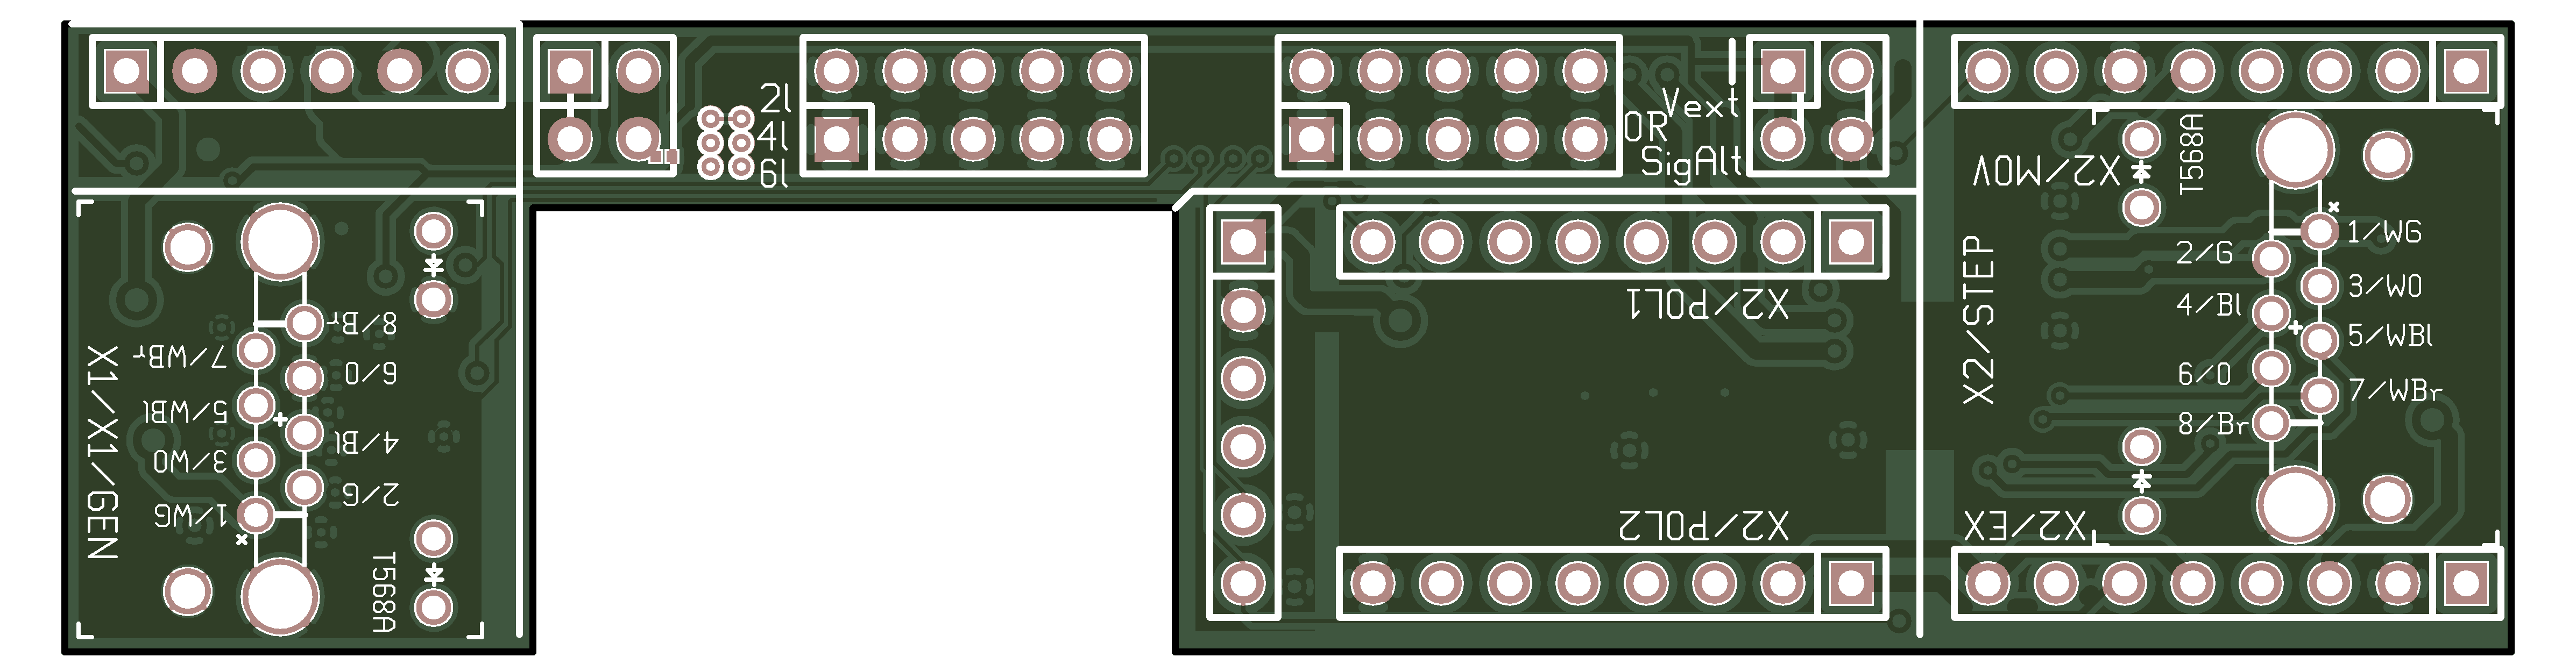 2l
4l
6l
Vext
OR
SigAlt
X2/MOV
T568A
1/WG
2/G
3/WO
4/Bl
5/WBl
6/O
7/WBr
8/Br
X2/STEP
X2/EX
X2/POL1
X2/POL2
8/Br
7/WBr
6/O
5/WBl
4/Bl
3/WO
2/G
1/WG
X1/X1/GEN
T568A